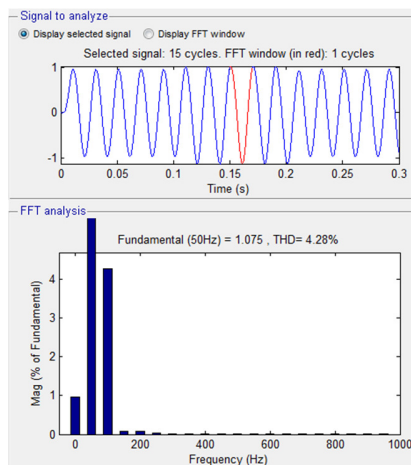 Signal to analyze
Display selected signal Display FFT window
Selected signal: 15 cycles. FFT window (in red): 1 cycles
1
0
-1
0 0.05 0.1 0.15 0.2 0.25 0.3
Time (s)
FFT analysis
Fundamental (50Hz) = 1.075 , THD= 4.28%
Mag (% of Fundamental)
4
3
2
1
0
0 200 400 600 800 1000
Frequency (Hz)